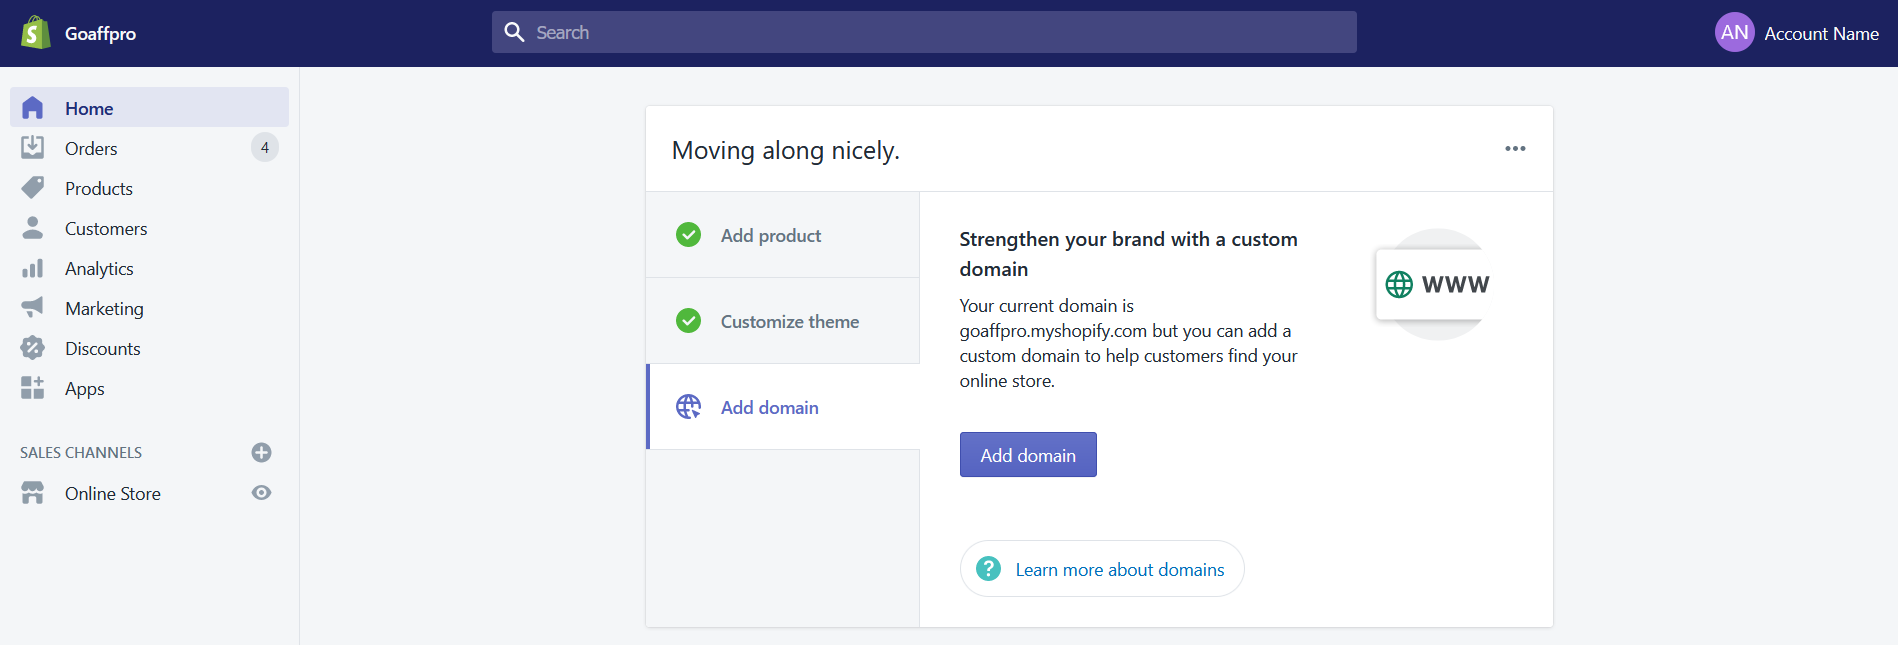 Goaffpro
Search
AN Account Name
Home
Orders 4
Products
Customers
Analytics
Marketing
Discounts
Apps
SALES CHANNELS
Online Store
Moving along nicely.
Add product
Customize theme
Add domain
Strengthen your brand with a custom
domain
Your current domain is
goaffpro.myshopify.com but you can add a
custom domain to help customers find your
online store.
Add domain
Learn more about domains
WWW